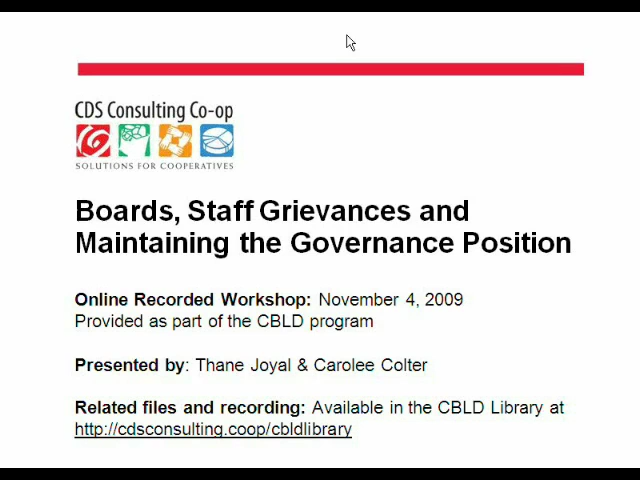 CDS Consulting Co-op
SOLUTIONS FOR COOPERATIVES
Boards, Staff Grievances and
Maintaining the Governance Position
Online Recorded Workshop: November 4, 2009
Provided as part of the CBLD program
Presented by: Thane Joyal & Carolee Colter
Related files and recording: Available in the CBLD Library at
http://cdsconsulting.coop/cbldlibrary